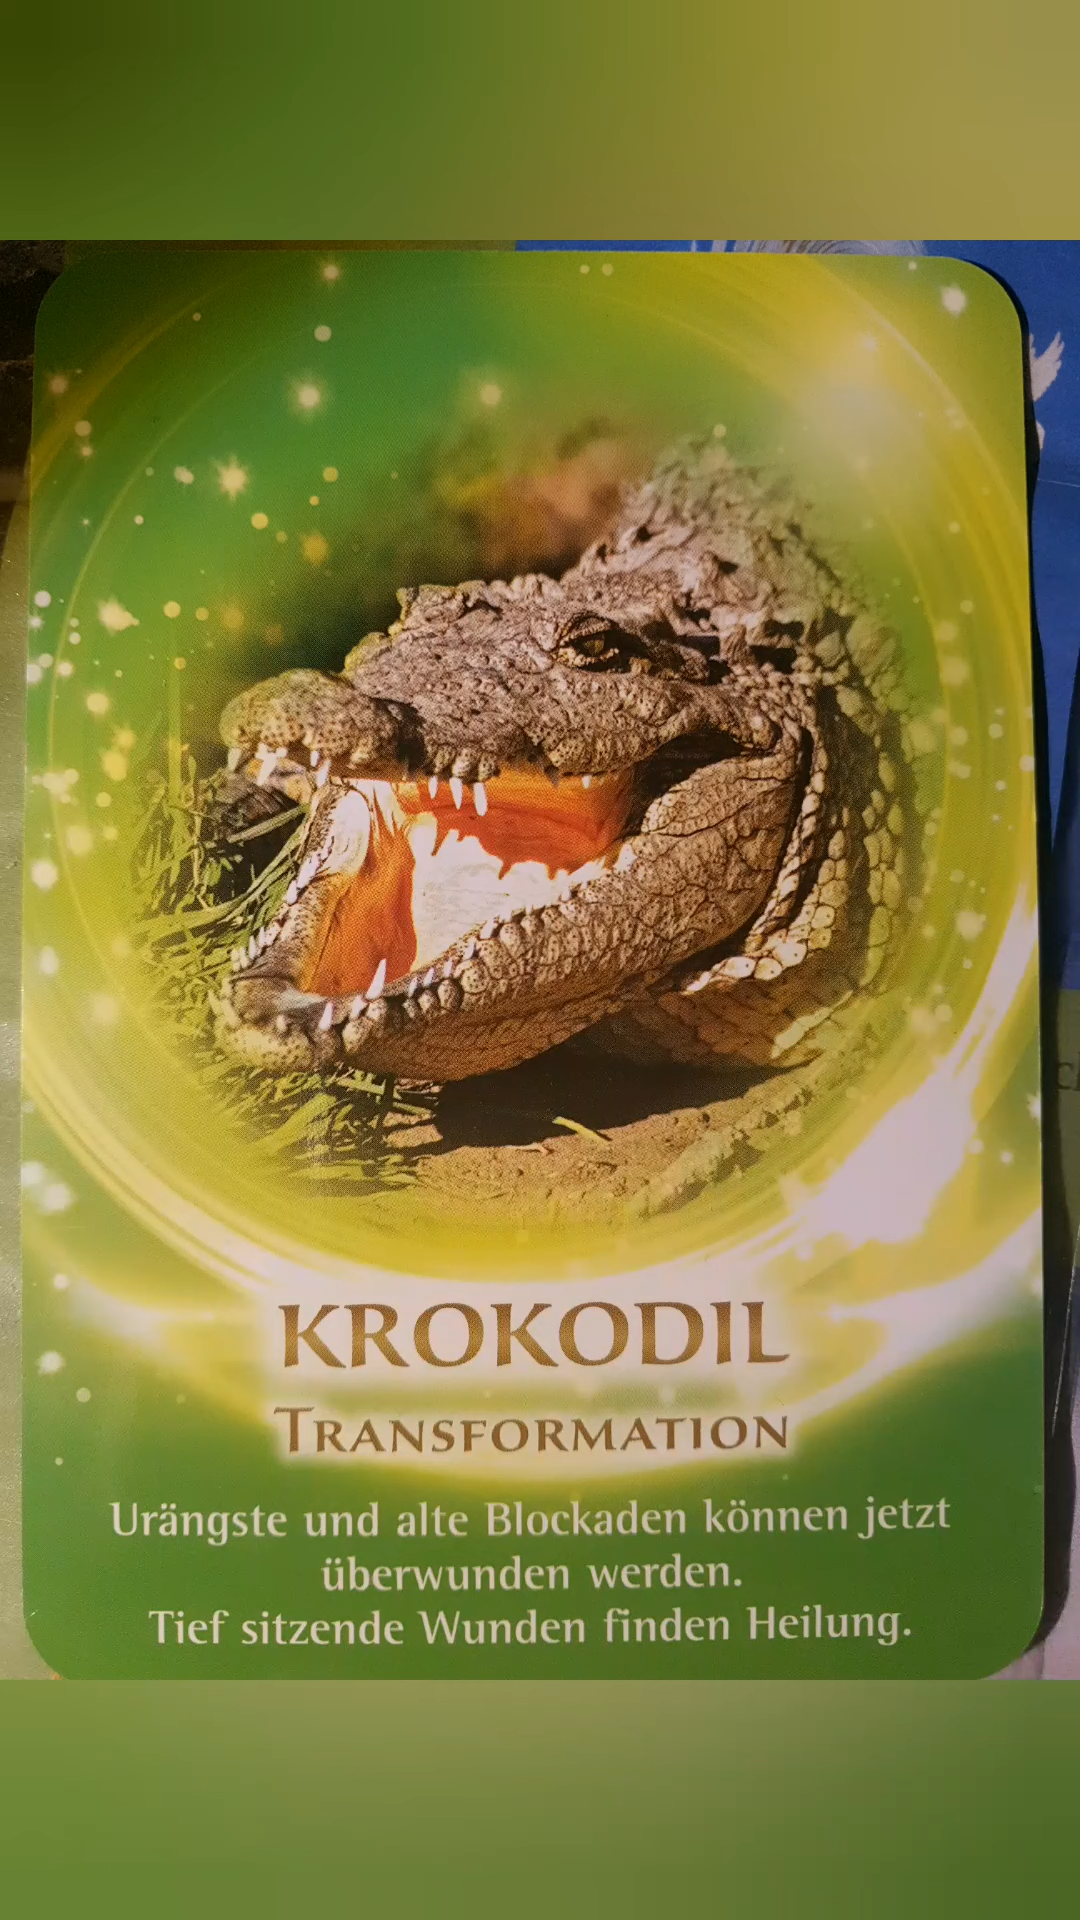 KROKODIL
TRANSFORMATION
Urängste und alte Blockaden können jetzt
überwunden werden.
Tief sitzende Wunden finden Heilung.